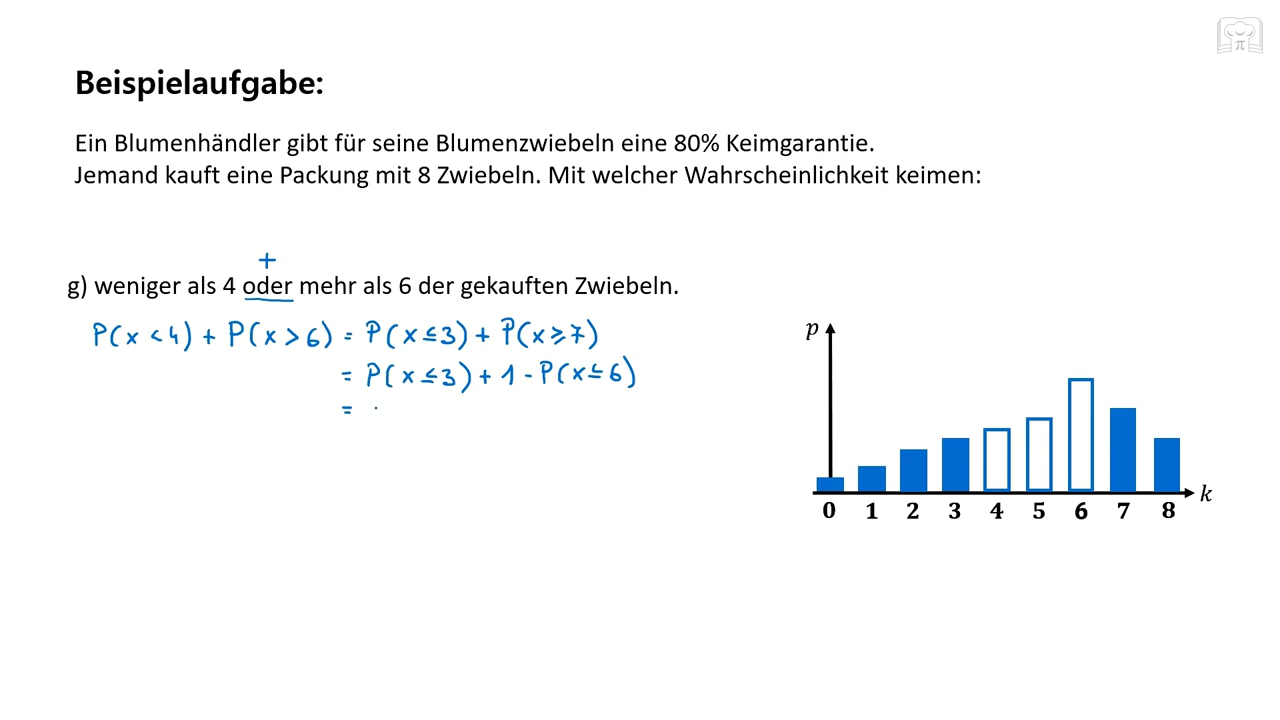 Beispielaufgabe:
Ein Blumenhändler gibt für seine Blumenzwiebeln eine 80% Keimgarantie.
Jemand kauft eine Packung mit 8 Zwiebeln. Mit welcher Wahrscheinlichkeit keimen:
+
g) weniger als 4 oder mehr als 6 der gekauften Zwiebeln.
P(x < 4) + P(x > 6) = P(x ≤ 3) + P(x ≥ 7)
= P(x ≤ 3) + 1 - P(x ≤ 6)
=
p
k
0 1 2 3 4 5 6 7 8
π